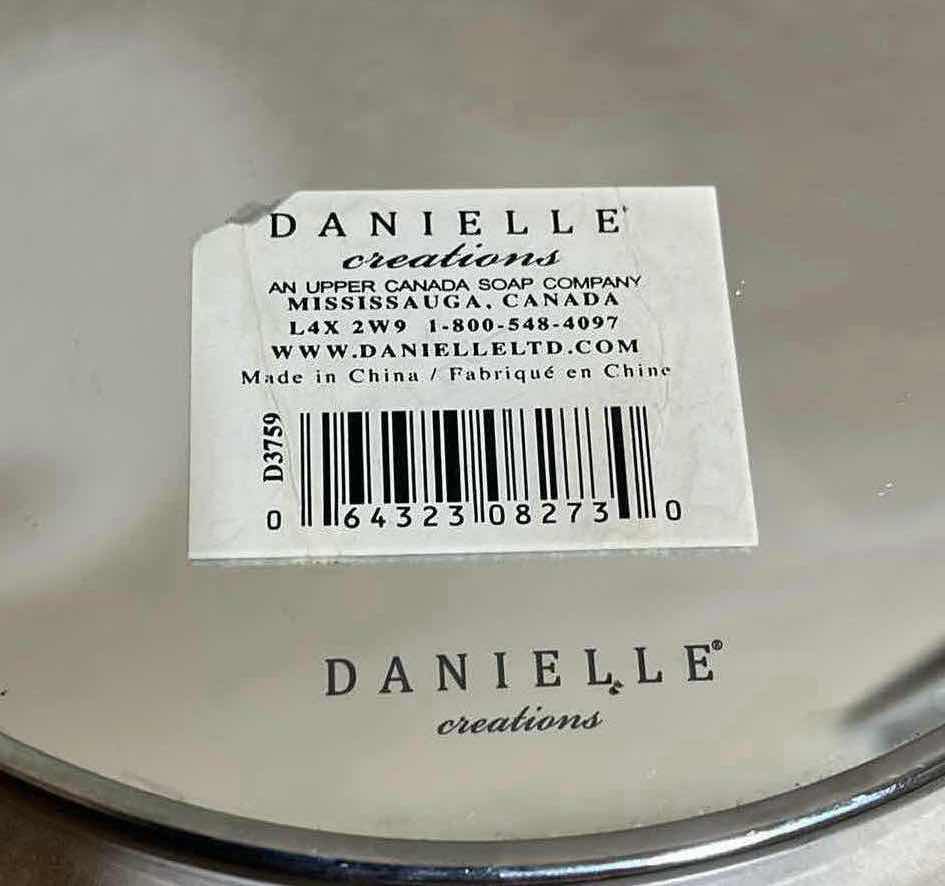 DANIELLE
creations
AN UPPER CANADA SOAP COMPANY
MISSISSAUGA, CANADA
L4X 2W9 1-800-548-4097
WWW.DANIELLELTD.COM
Made in China / Fabriqué en Chine
D3759
0 64323 08273 0
DANIELLE®
creations